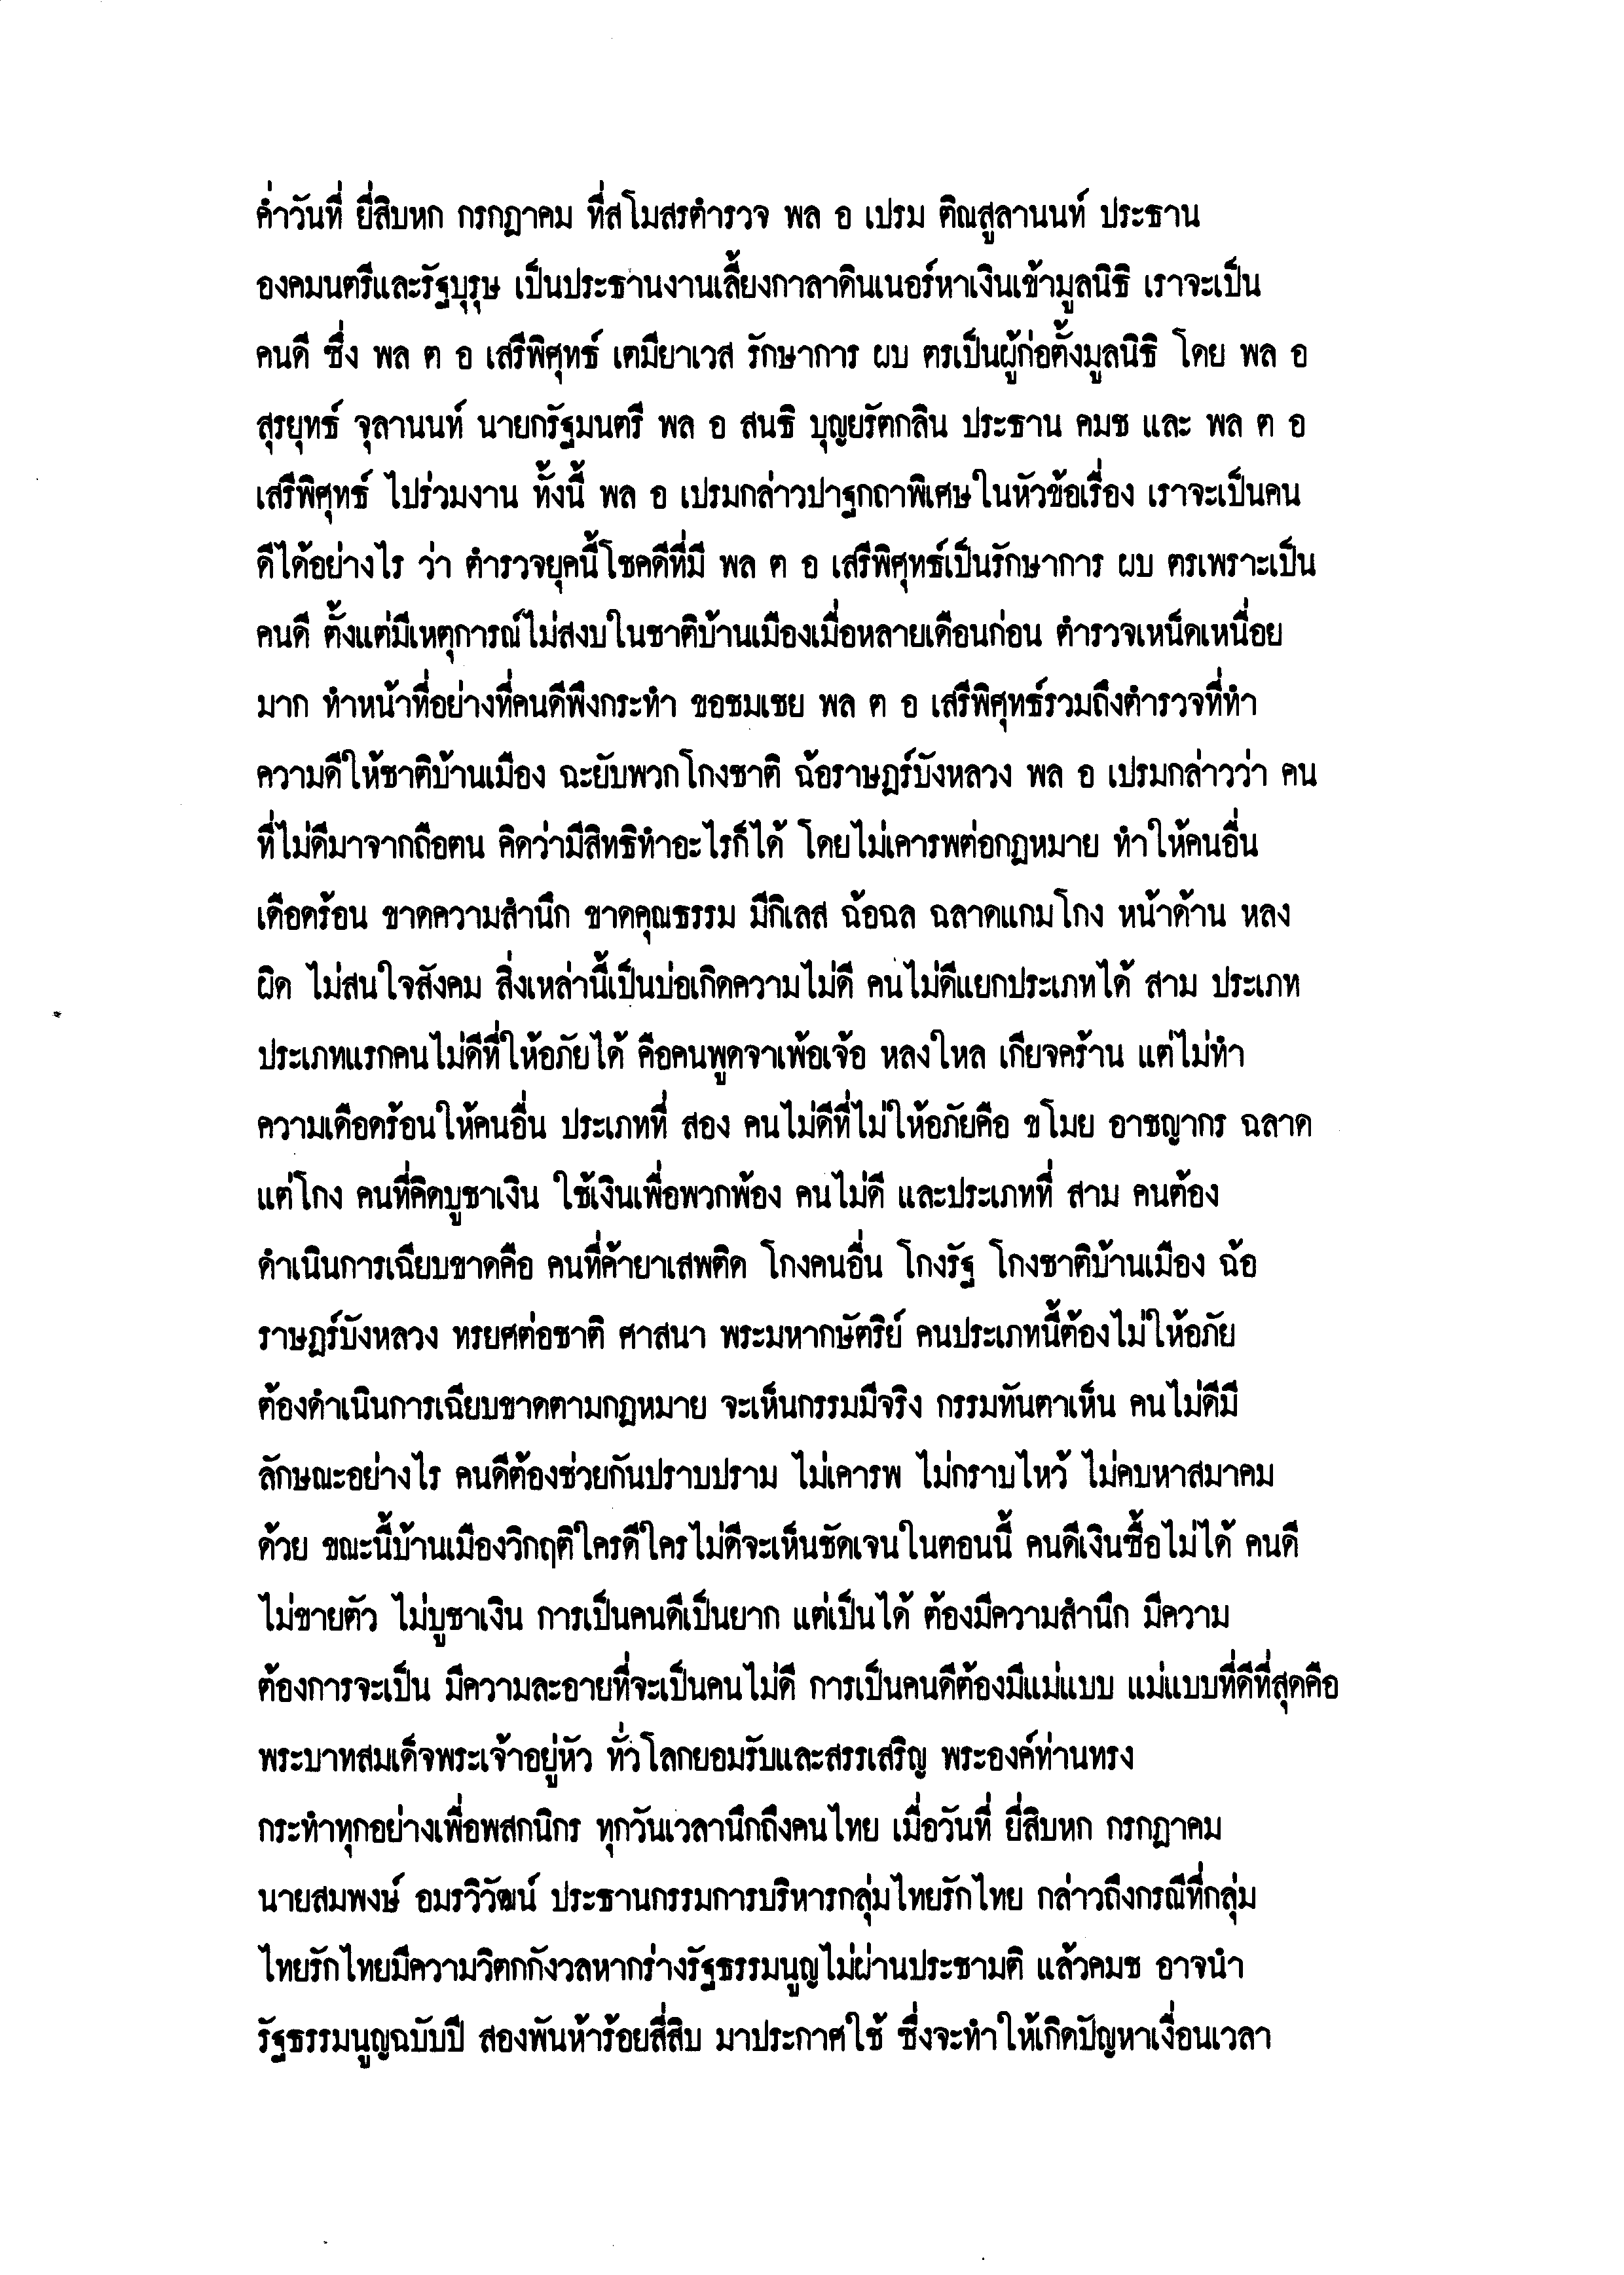 ค่ำวันที่ ยี่สิบหก กรกฎาคม ที่สโมสรตำรวจ พล อ เปรม ติณสูลานนท์ ประธาน
องคมนตรีและรัฐบุรุษ เป็นประธานงานเลี้ยงกาลาดินเนอร์หาเงินเข้ามูลนิธิ เราจะเป็น
คนดี ซึ่ง พล ต อ เสรีพิศุทธ์ เตมียาเวส รักษาการ ผบ ตรเป็นผู้ก่อตั้งมูลนิธิ โดย พล อ
สุรยุทธ์ จุลานนท์ นายกรัฐมนตรี พล อ สนธิ บุญยรัตกลิน ประธาน คมช และ พล ต อ
เสรีพิศุทธ์ ไปร่วมงาน ทั้งนี้ พล อ เปรมกล่าวปาฐกถาพิเศษในหัวข้อเรื่อง เราจะเป็นคน
ดีได้อย่างไร ว่า ตำรวจยุคนี้โชคดีที่มี พล ต อ เสรีพิศุทธ์เป็นรักษาการ ผบ ตรเพราะเป็น
คนดี ตั้งแต่มีเหตุการณ์ไม่สงบในชาติบ้านเมืองเมื่อหลายเดือนก่อน ตำรวจเหน็ดเหนื่อย
มาก ทำหน้าที่อย่างที่คนดีพึงกระทำ ขอชมเชย พล ต อ เสรีพิศุทธ์รวมถึงตำรวจที่ทำ
ความดีให้ชาติบ้านเมือง ฉะยับพวกโกงชาติ ฉ้อราษฎร์บังหลวง พล อ เปรมกล่าวว่า คน
ที่ไม่ดีมาจากถือตน คิดว่ามีสิทธิทำอะไรก็ได้ โดยไม่เคารพต่อกฎหมาย ทำให้คนอื่น
เดือดร้อน ขาดความสำนึก ขาดคุณธรรม มีกิเลส ฉ้อฉล ฉลาดแกมโกง หน้าด้าน หลง
ผิด ไม่สนใจสังคม สิ่งเหล่านี้เป็นบ่อเกิดความไม่ดี คนไม่ดีแยกประเภทได้ สาม ประเภท
ประเภทแรกคนไม่ดีที่ให้อภัยได้ คือคนพูดจาเพ้อเจ้อ หลงใหล เกียจคร้าน แต่ไม่ทำ
ความเดือดร้อนให้คนอื่น ประเภทที่ สอง คนไม่ดีที่ไม่ให้อภัยคือ ขโมย อาชญากร ฉลาด
แต่โกง คนที่คิดบูชาเงิน ใช้เงินเพื่อพวกพ้อง คนไม่ดี และประเภทที่ สาม คนต้อง
ดำเนินการเฉียบขาดคือ คนที่ค้ายาเสพติด โกงคนอื่น โกงรัฐ โกงชาติบ้านเมือง ฉ้อ
ราษฎร์บังหลวง ทรยศต่อชาติ ศาสนา พระมหากษัตริย์ คนประเภทนี้ต้องไม่ให้อภัย
ต้องดำเนินการเฉียบขาดตามกฎหมาย จะเห็นกรรมมีจริง กรรมทันตาเห็น คนไม่ดีมี
ลักษณะอย่างไร คนดีต้องช่วยกันปราบปราม ไม่เคารพ ไม่กราบไหว้ ไม่คบหาสมาคม
ด้วย ขณะนี้บ้านเมืองวิกฤติใครดีใครไม่ดีจะเห็นชัดเจนในตอนนี้ คนดีเงินซื้อไม่ได้ คนดี
ไม่ขายตัว ไม่บูชาเงิน การเป็นคนดีเป็นยาก แต่เป็นได้ ต้องมีความสำนึก มีความ
ต้องการจะเป็น มีความละอายที่จะเป็นคนไม่ดี การเป็นคนดีต้องมีแม่แบบ แม่แบบที่ดีที่สุดคือ
พระบาทสมเด็จพระเจ้าอยู่หัว ทั่วโลกยอมรับและสรรเสริญ พระองค์ท่านทรง
กระทำทุกอย่างเพื่อพสกนิกร ทุกวันเวลานึกถึงคนไทย เมื่อวันที่ ยี่สิบหก กรกฎาคม
นายสมพงษ์ อมรวิวัฒน์ ประธานกรรมการบริหารกลุ่มไทยรักไทย กล่าวถึงกรณีที่กลุ่ม
ไทยรักไทยมีความวิตกกังวลหากร่างรัฐธรรมนูญไม่ผ่านประชามติ แล้วคมช อาจนำ
รัฐธรรมนูญฉบับปี สองพันห้าร้อยสี่สิบ มาประกาศใช้ ซึ่งจะทำให้เกิดปัญหาเงื่อนเวลา